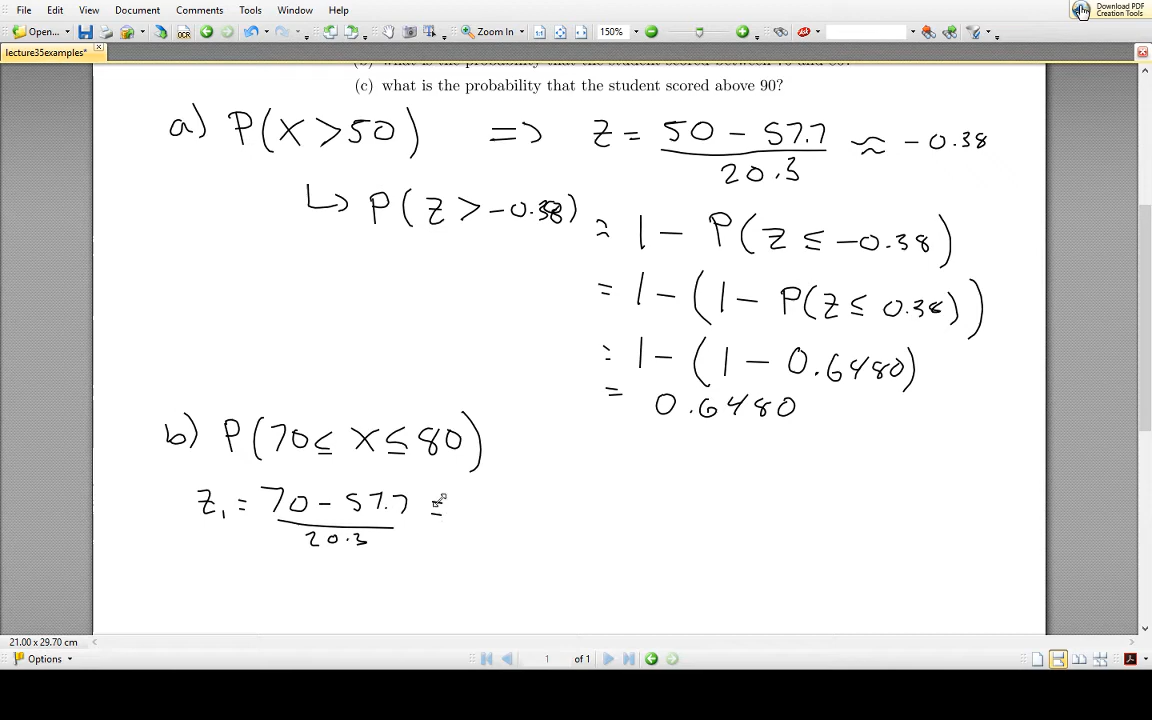 File Edit View Document Comments Tools Window Help
Download PDF Creation Tools
Open... OCR Zoom In 150%
lecture35examples*
(c) what is the probability that the student scored above 90?
a) P(X > 50) ⇒ Z = 50 - 57.7 / 20.3 ≈ -0.38
↳ P(Z > -0.38) = 1 - P(Z ≤ -0.38)
= 1 - (1 - P(Z ≤ 0.38))
= 1 - (1 - 0.6480)
= 0.6480
b) P(70 ≤ X ≤ 80)
Z₁ = 70 - 57.7 / 20.3 =
21.00 x 29.70 cm
Options 1 of 1